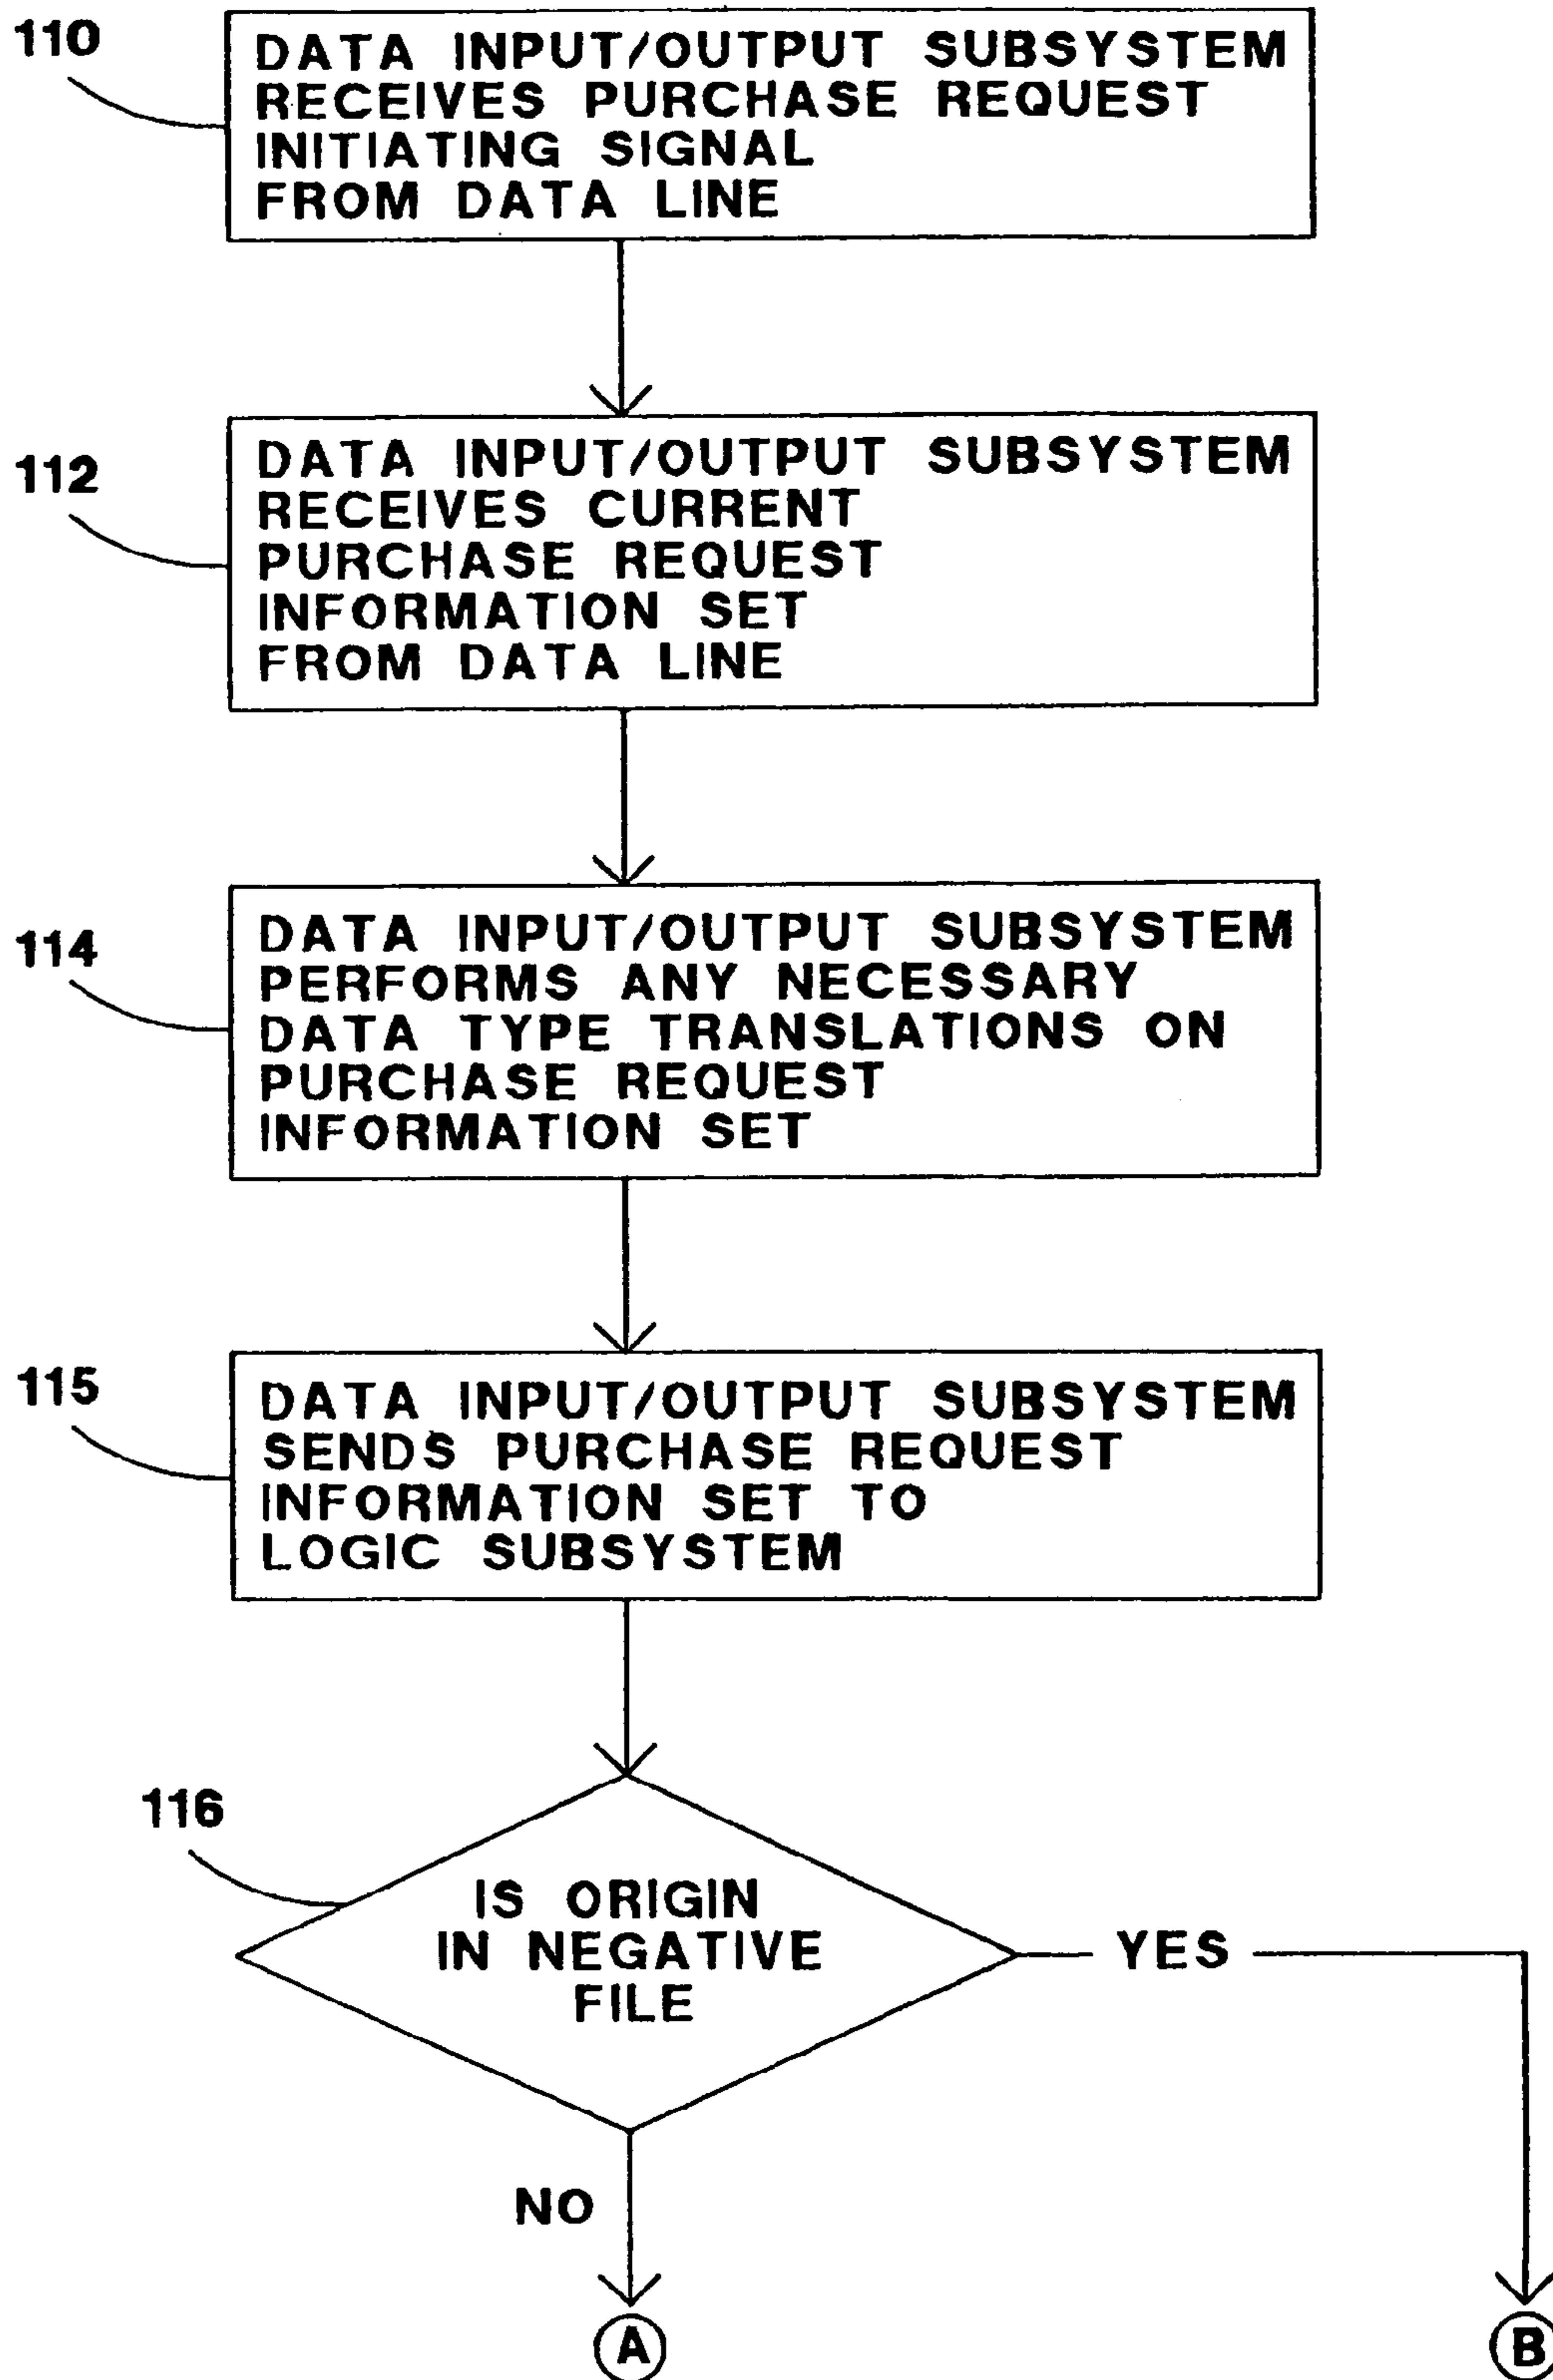 110
DATA INPUT/OUTPUT SUBSYSTEM
RECEIVES PURCHASE REQUEST
INITIATING SIGNAL
FROM DATA LINE
112
DATA INPUT/OUTPUT SUBSYSTEM
RECEIVES CURRENT
PURCHASE REQUEST
INFORMATION SET
FROM DATA LINE
114
DATA INPUT/OUTPUT SUBSYSTEM
PERFORMS ANY NECESSARY
DATA TYPE TRANSLATIONS ON
PURCHASE REQUEST
INFORMATION SET
115
DATA INPUT/OUTPUT SUBSYSTEM
SENDS PURCHASE REQUEST
INFORMATION SET TO
LOGIC SUBSYSTEM
116
IS ORIGIN
IN NEGATIVE
FILE
YES
NO
A
B